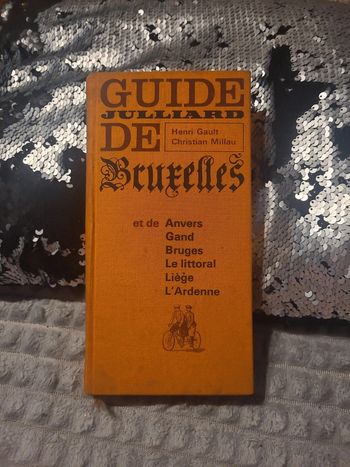 GUIDE
JULLIARD
DE
Henri Gault
Christian Millau
Bruxelles
et de Anvers
Gand
Bruges
Le littoral
Liège
L'Ardenne